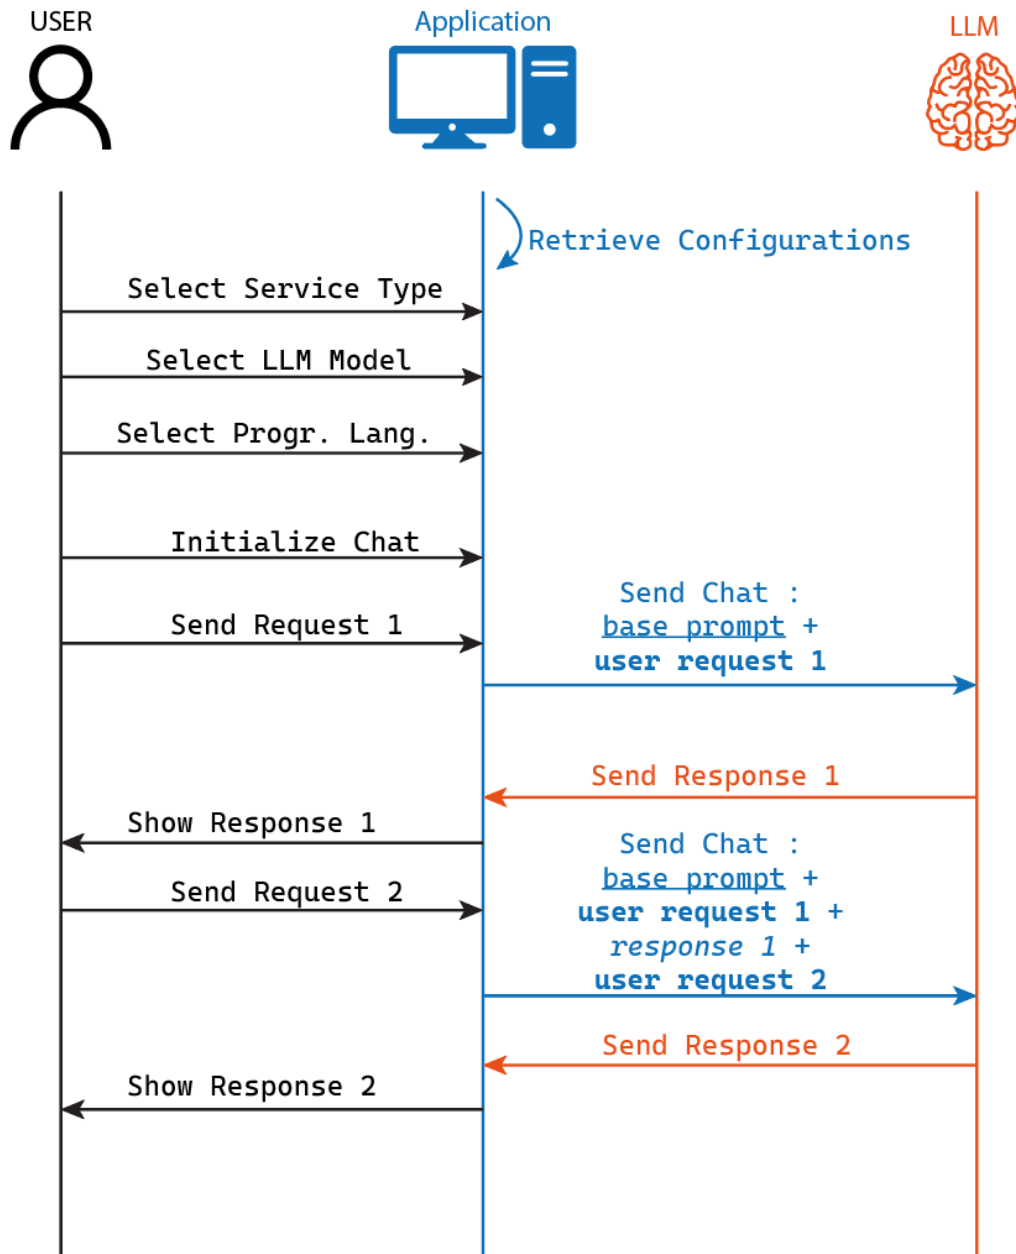 USER
Application
LLM
Retrieve Configurations
Select Service Type
Select LLM Model
Select Progr. Lang.
Initialize Chat
Send Chat :
base prompt +
user request 1
Send Request 1
Send Response 1
Show Response 1
Send Chat :
base prompt +
user request 1 +
response 1 +
user request 2
Send Request 2
Send Response 2
Show Response 2